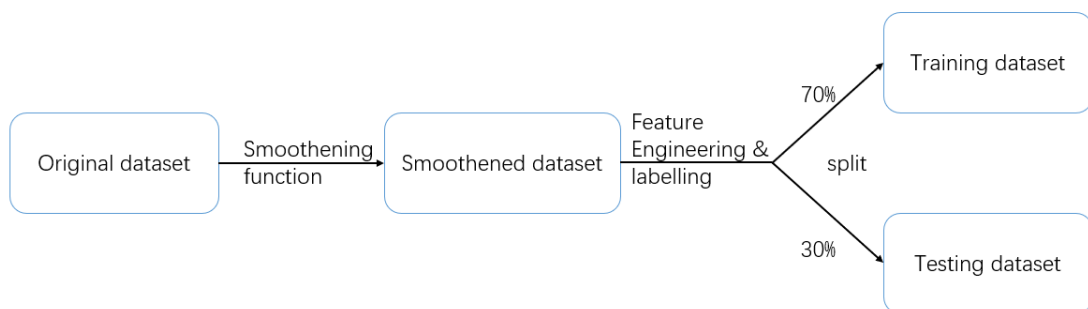 Original dataset
Smoothening
function
Smoothened dataset
Feature
Engineering &
labelling
70%
split
30%
Training dataset
Testing dataset